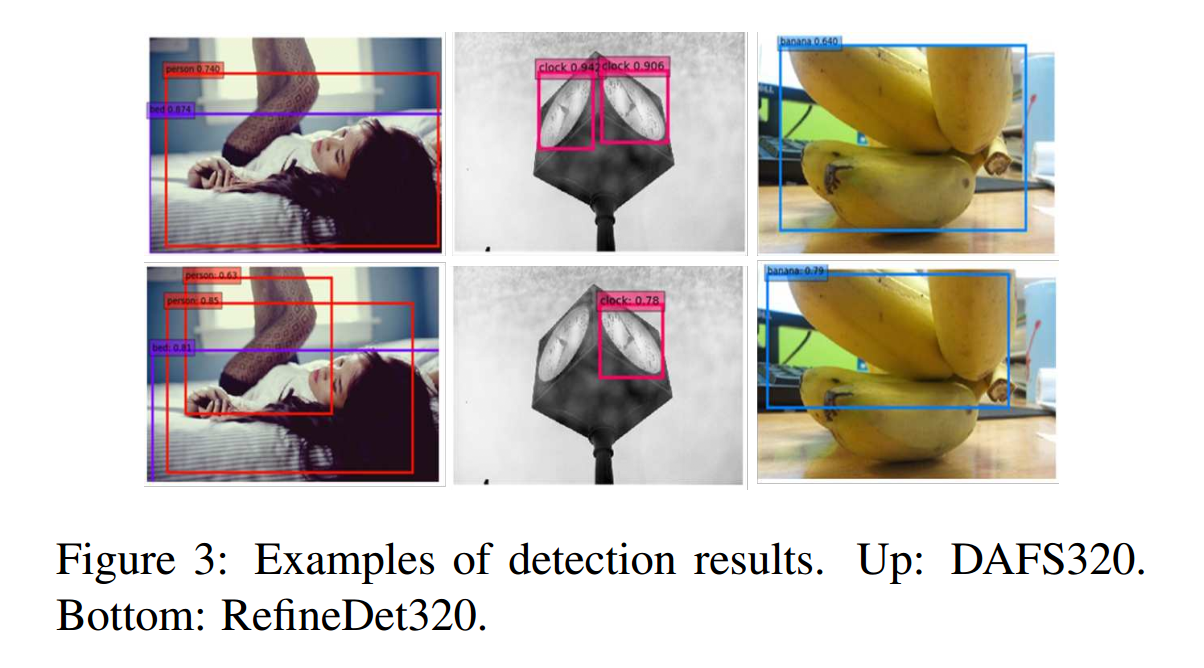 person 0.740
bed 0.874
clock 0.942
clock 0.906
banana 0.640
person: 0.63
person: 0.85
bed: 0.81
clock: 0.78
banana: 0.79
Figure 3: Examples of detection results. Up: DAFS320.
Bottom: RefineDet320.